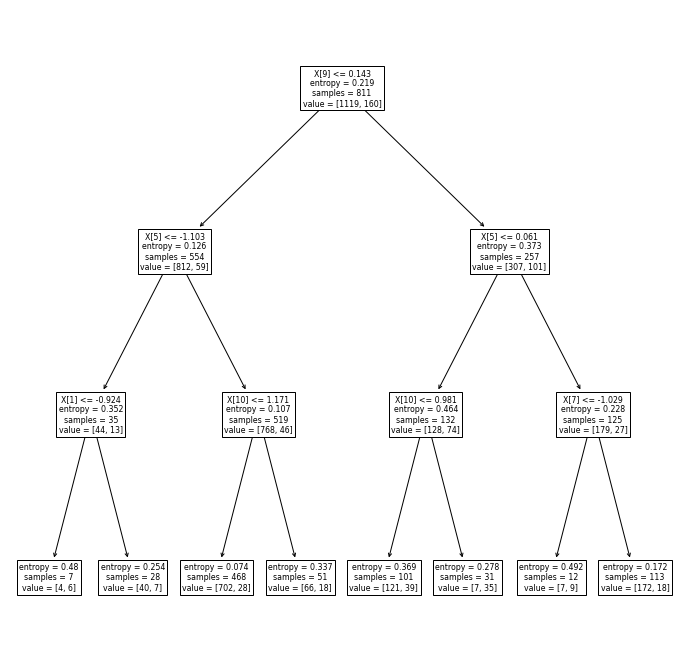 X[9] <= 0.143
entropy = 0.219
samples = 811
value = [1119, 160]
X[5] <= -1.103
entropy = 0.126
samples = 554
value = [812, 59]
X[5] <= 0.061
entropy = 0.373
samples = 257
value = [307, 101]
X[1] <= -0.924
entropy = 0.352
samples = 35
value = [44, 13]
X[10] <= 1.171
entropy = 0.107
samples = 519
value = [768, 46]
X[10] <= 0.981
entropy = 0.464
samples = 132
value = [128, 74]
X[7] <= -1.029
entropy = 0.228
samples = 125
value = [179, 27]
entropy = 0.48
samples = 7
value = [4, 6]
entropy = 0.254
samples = 28
value = [40, 7]
entropy = 0.074
samples = 468
value = [702, 28]
entropy = 0.337
samples = 51
value = [66, 18]
entropy = 0.369
samples = 101
value = [121, 39]
entropy = 0.278
samples = 31
value = [7, 35]
entropy = 0.492
samples = 12
value = [7, 9]
entropy = 0.172
samples = 113
value = [172, 18]